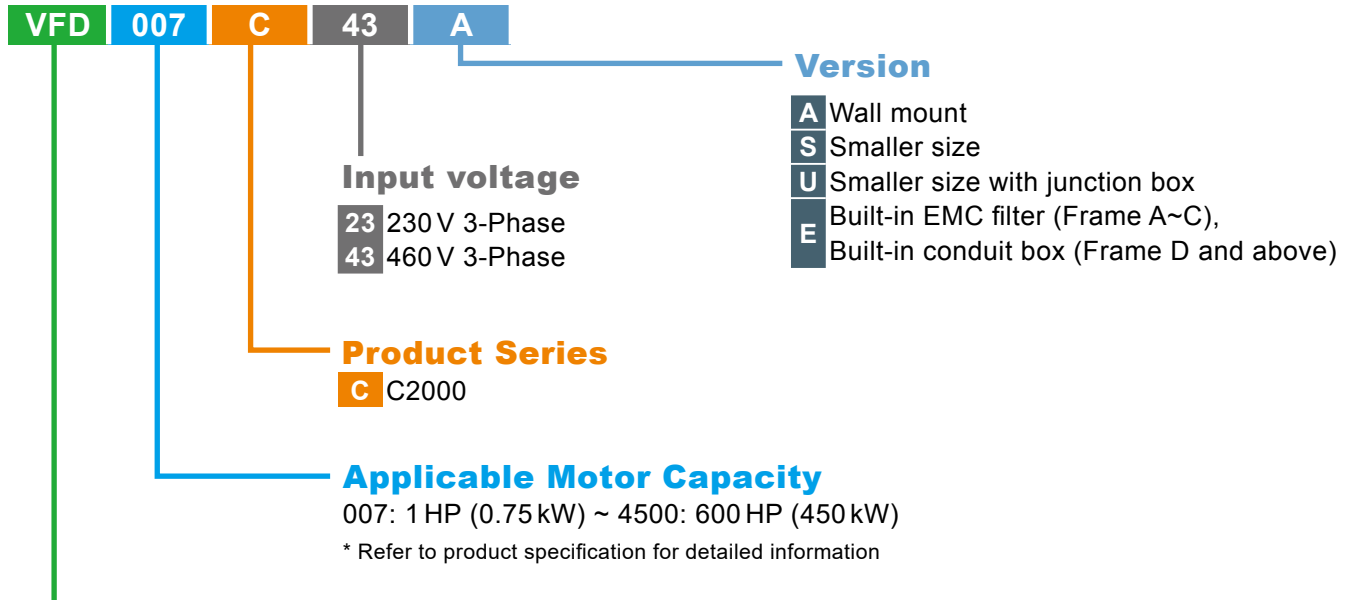 VFD 007 C 43 A
Version
A Wall mount
S Smaller size
U Smaller size with junction box
E Built-in EMC filter (Frame A~C),
Built-in conduit box (Frame D and above)
Input voltage
23 230 V 3-Phase
43 460 V 3-Phase
Product Series
C C2000
Applicable Motor Capacity
007: 1 HP (0.75 kW) ~ 4500: 600 HP (450 kW)
* Refer to product specification for detailed information